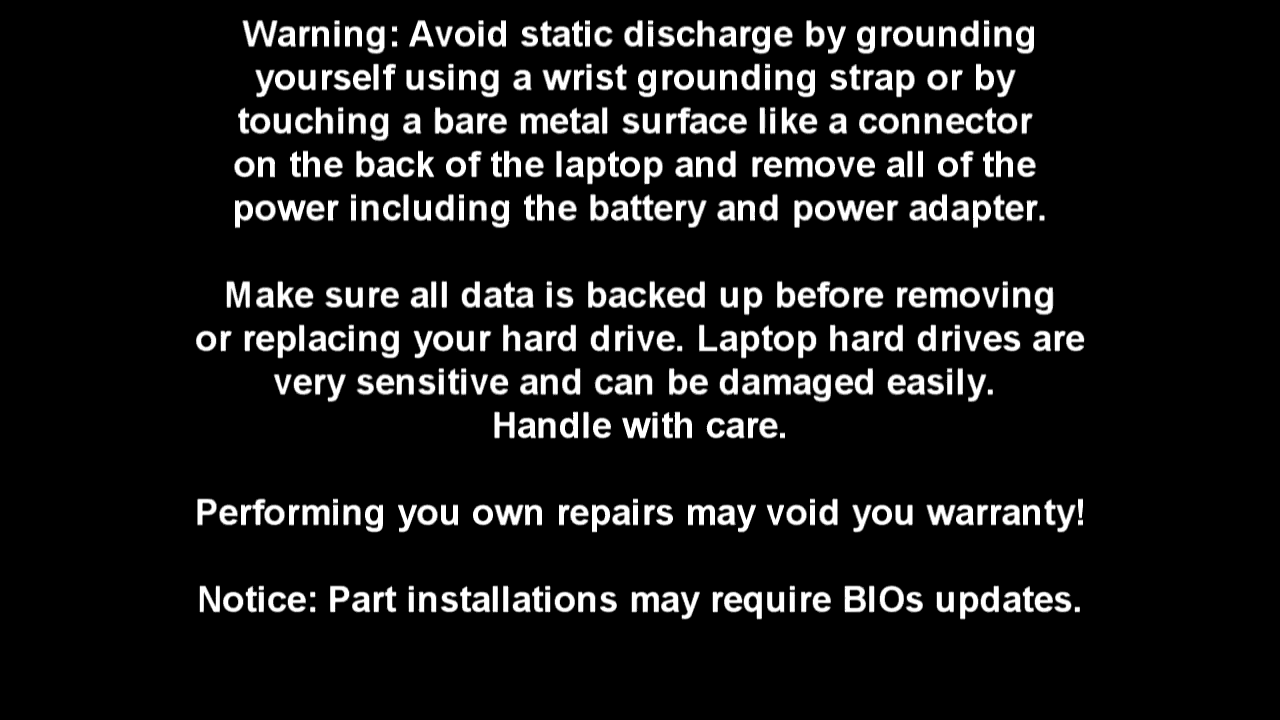 Warning: Avoid static discharge by grounding
yourself using a wrist grounding strap or by
touching a bare metal surface like a connector
on the back of the laptop and remove all of the
power including the battery and power adapter.
Make sure all data is backed up before removing
or replacing your hard drive. Laptop hard drives are
very sensitive and can be damaged easily.
Handle with care.
Performing you own repairs may void you warranty!
Notice: Part installations may require BIOs updates.